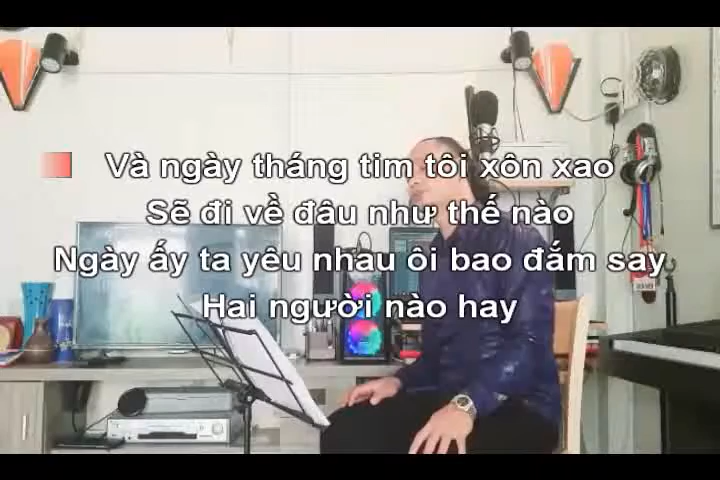 Và ngày tháng tim tôi xôn xao
Sẽ đi về đâu như thế nào
Ngày ấy ta yêu nhau ôi bao đắm say
Hai người nào hay